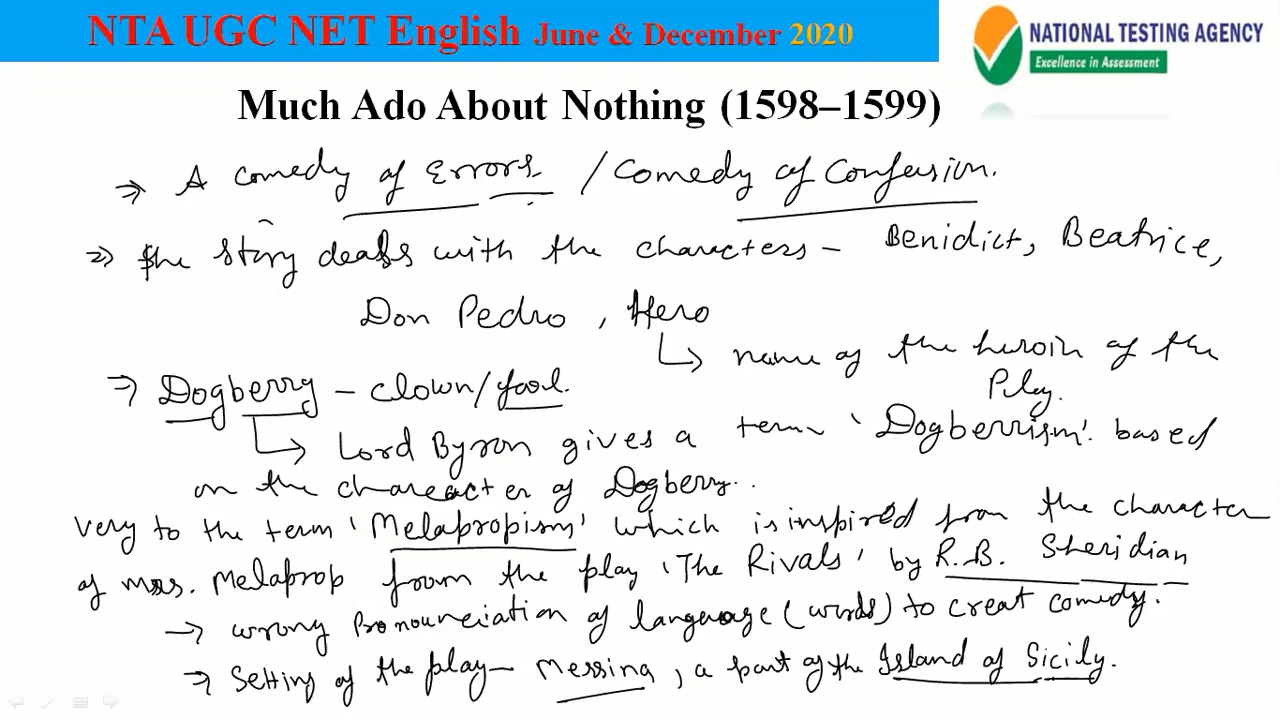 NTA UGC NET English June & December 2020
NATIONAL TESTING AGENCY
Excellence in Assessment
Much Ado About Nothing (1598–1599)
⇒ A comedy of Errors / Comedy of Confusion.
⇒ The story deals with the characters – Benidict, Beatrice,
Don Pedro, Hero
↳ name of the heroin of the
Play.
⇒ Dogberry – clown/fool.
↳ Lord Byron gives a term 'Dogberrism'. based
on the chareacter of Dogberry..
very to the term 'Melapropism' which is inspired from the character
of mrs. Melaprop from the play 'The Rivals' by R.B. Sheridian
→ wrong Pronounciation of language (words) to creat comedy.
⇒ Setting of the play – Messina, a part of the Island of Sicily.